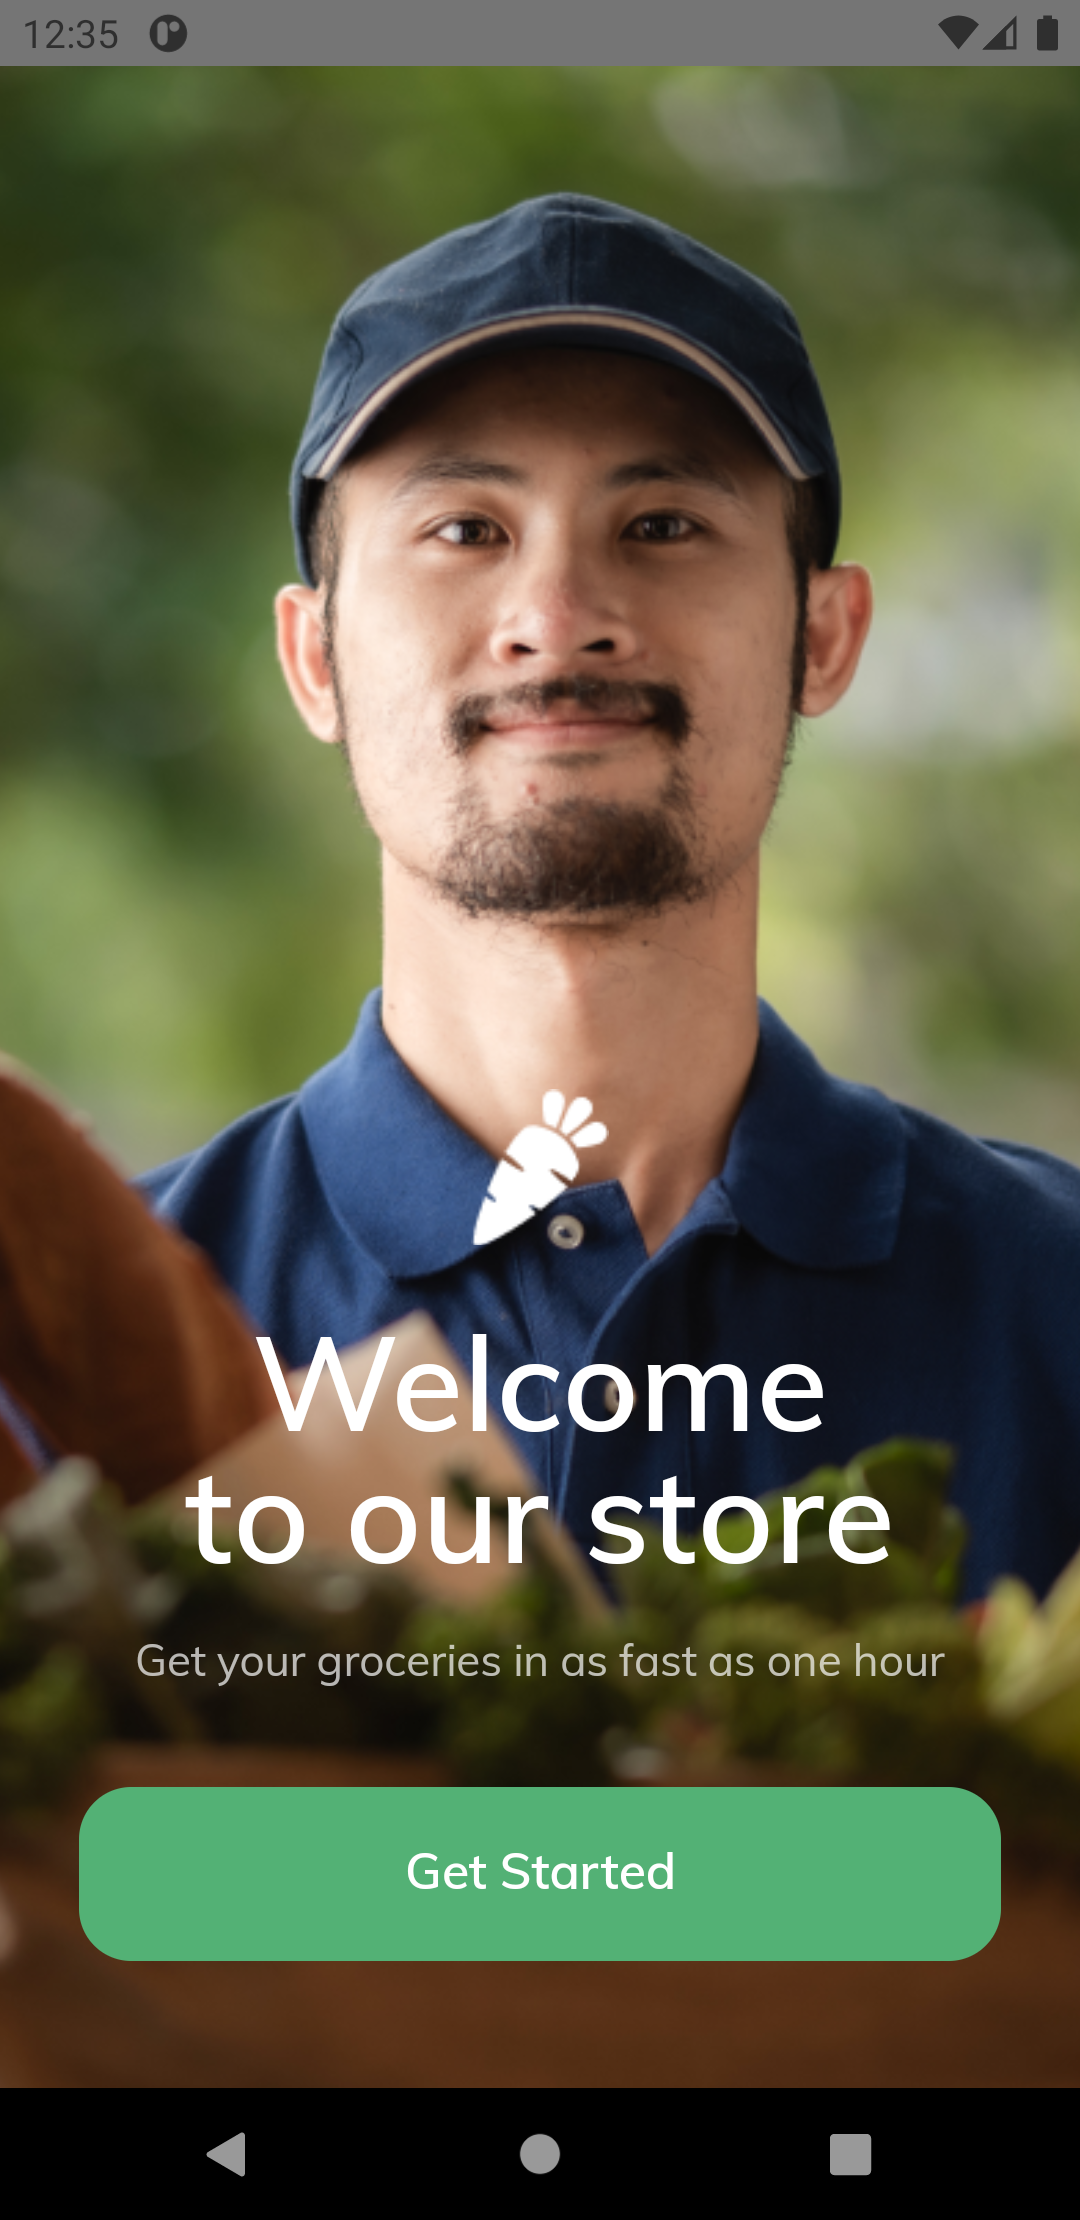 12:35
Welcome
to our store
Get your groceries in as fast as one hour
Get Started